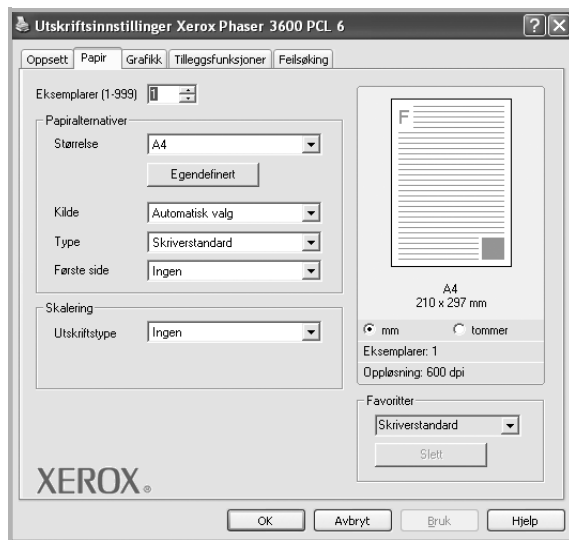 Utskriftsinnstillinger Xerox Phaser 3600 PCL 6
Oppsett Papir Grafikk Tilleggsfunksjoner Feilsøking
Eksemplarer (1-999) 1
Papiralternativer
Størrelse A4
Egendefinert
Kilde Automatisk valg
Type Skriverstandard
Første side Ingen
Skalering
Utskriftstype Ingen
XEROX®
F
A4
210 x 297 mm
mm tommer
Eksemplarer: 1
Oppløsning: 600 dpi
Favoritter
Skriverstandard
Slett
OK Avbryt Bruk Hjelp